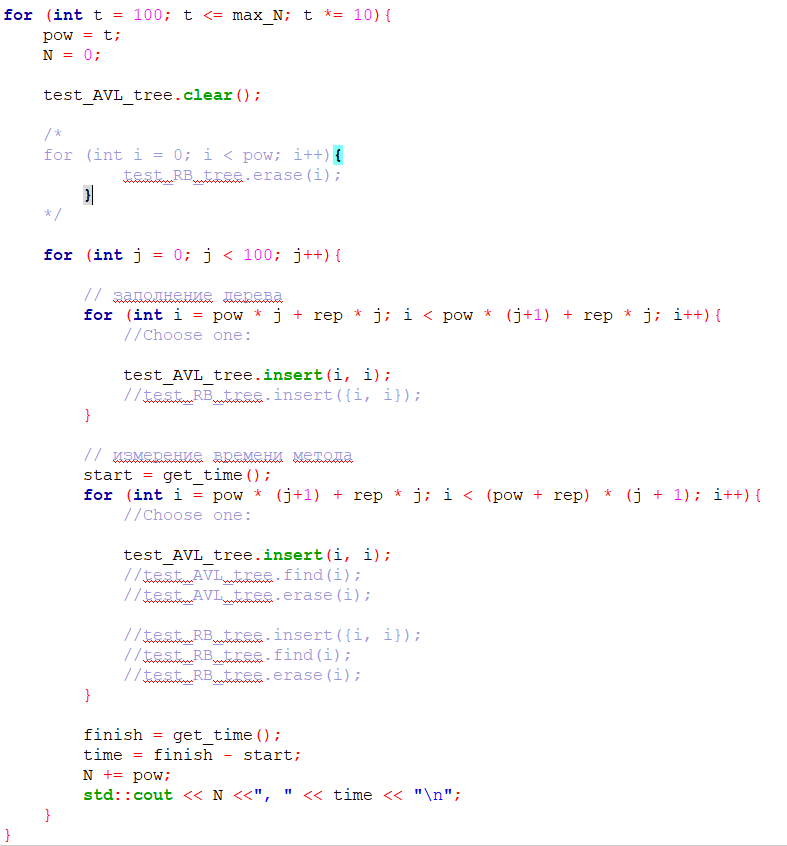 for (int t = 100; t <= max_N; t *= 10){
    pow = t;
    N = 0;

    test_AVL_tree.clear();

    /*
    for (int i = 0; i < pow; i++){
            test_RB_tree.erase(i);
        }
    */

    for (int j = 0; j < 100; j++){

        // заполнение дерева
        for (int i = pow * j + rep * j; i < pow * (j+1) + rep * j; i++){
            //Choose one:

            test_AVL_tree.insert(i, i);
            //test_RB_tree.insert({i, i});
        }

        // измерение времени метода
        start = get_time();
        for (int i = pow * (j+1) + rep * j; i < (pow + rep) * (j + 1); i++){
            //Choose one:

            test_AVL_tree.insert(i, i);
            //test_AVL_tree.find(i);
            //test_AVL_tree.erase(i);

            //test_RB_tree.insert({i, i});
            //test_RB_tree.find(i);
            //test_RB_tree.erase(i);
        }

        finish = get_time();
        time = finish - start;
        N += pow;
        std::cout << N <<", " << time << "\n";
    }
}